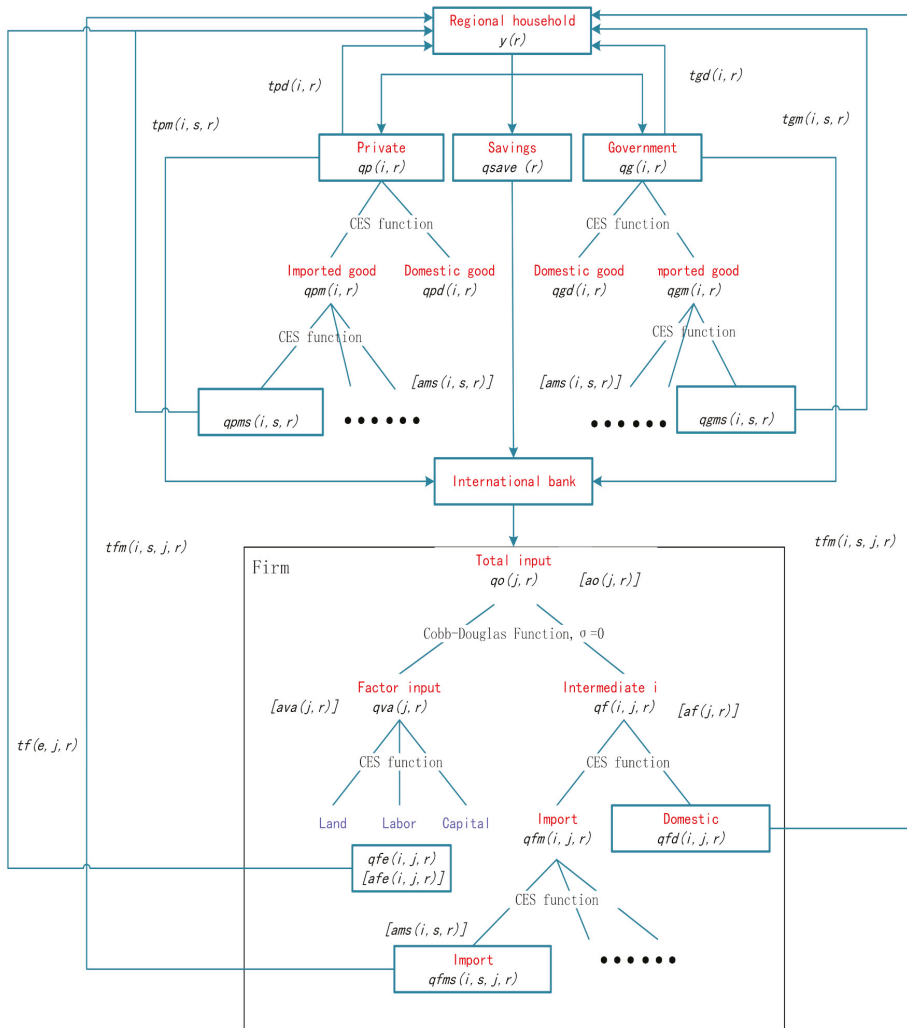 Regional household
y(r)
tpd(i, r)
tgd(i, r)
tpm(i, s, r)
tgm(i, s, r)
Private
qp(i, r)
Savings
qsave (r)
Government
qg(i, r)
CES function
CES function
Imported good
qpm(i, r)
Domestic good
qpd(i, r)
Domestic good
qgd(i, r)
mported good
qgm(i, r)
CES function
CES function
[ams(i, s, r)]
[ams(i, s, r)]
qpms(i, s, r)
••••••
••••••
qgms(i, s, r)
International bank
tfm(i, s, j, r)
tfm(i, s, j, r)
Firm
Total input
qo(j, r)
[ao(j, r)]
Cobb-Douglas Function, σ=0
Factor input
[ava(j, r)]
qva(j, r)
Intermediate i
qf(i, j, r)
[af(j, r)]
tf(e, j, r)
CES function
CES function
Land
Labor
Capital
Import
qfm(i, j, r)
Domestic
qfd(i, j, r)
qfe(i, j, r)
[afe(i, j, r)]
CES function
[ams(i, s, r)]
Import
qfms(i, s, j, r)
••••••